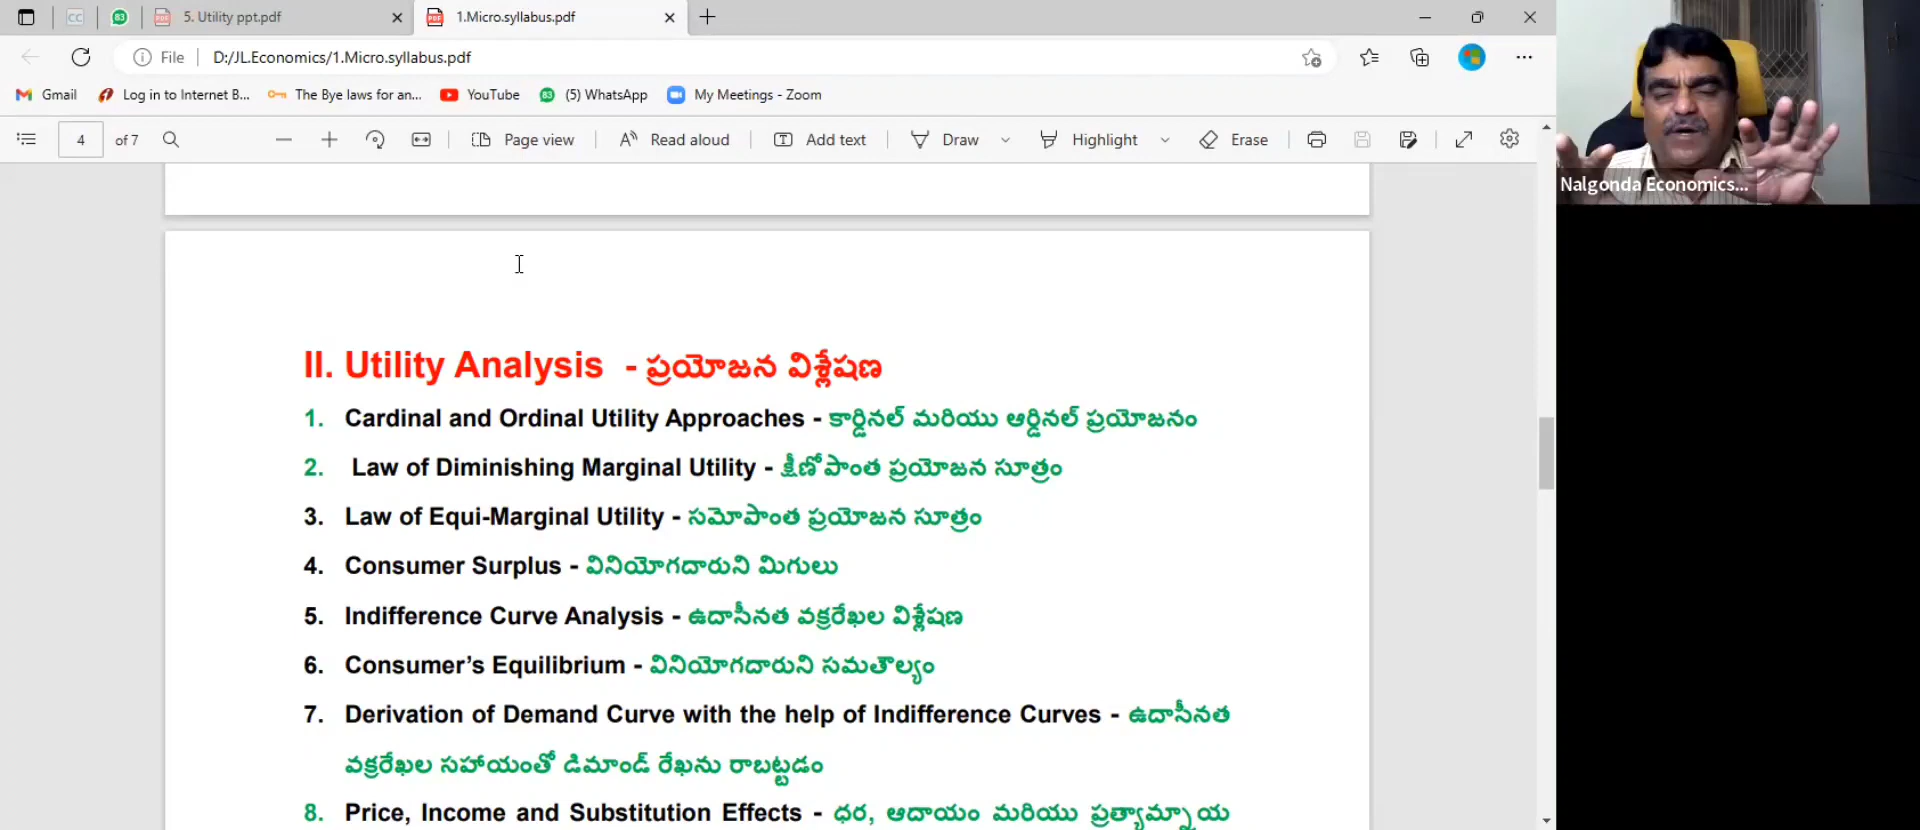 5. Utility ppt.pdf
1.Micro.syllabus.pdf
File D:/JL.Economics/1.Micro.syllabus.pdf
Gmail Log in to Internet B... The Bye laws for an... YouTube (5) WhatsApp My Meetings - Zoom
4 of 7 Page view Read aloud Add text Draw Highlight Erase
Nalgonda Economics...
II. Utility Analysis - ప్రయోజన విశ్లేషణ
1. Cardinal and Ordinal Utility Approaches - కార్డినల్ మరియు ఆర్డినల్ ప్రయోజనం
2. Law of Diminishing Marginal Utility - క్షీణోపాంత ప్రయోజన సూత్రం
3. Law of Equi-Marginal Utility - సమోపాంత ప్రయోజన సూత్రం
4. Consumer Surplus - వినియోగదారుని మిగులు
5. Indifference Curve Analysis - ఉదాసీనత వక్రరేఖల విశ్లేషణ
6. Consumer’s Equilibrium - వినియోగదారుని సమతౌల్యం
7. Derivation of Demand Curve with the help of Indifference Curves - ఉదాసీనత
వక్రరేఖల సహాయంతో డిమాండ్ రేఖను రాబట్టడం
8. Price, Income and Substitution Effects - ధర, ఆదాయం మరియు ప్రత్యామ్నాయ